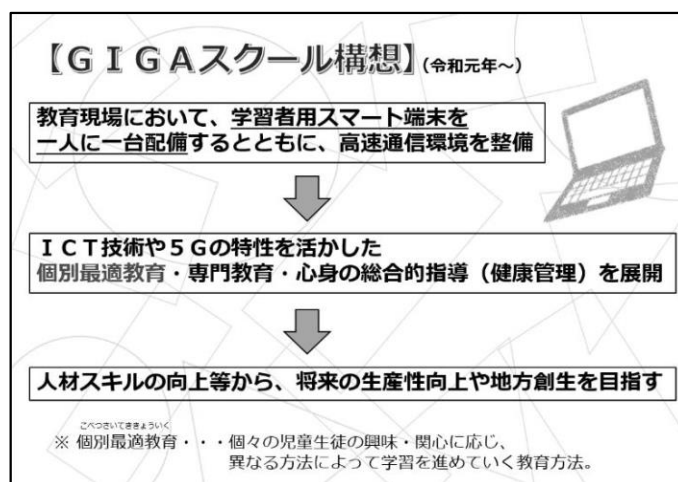 【ＧＩＧＡスクール構想】(令和元年～)
教育現場において、学習者用スマート端末を
一人に一台配備するとともに、高速通信環境を整備
ＩＣＴ技術や５Ｇの特性を活かした
個別最適教育・専門教育・心身の総合的指導（健康管理）を展開
人材スキルの向上等から、将来の生産性向上や地方創生を目指す
こべつさいてききょういく
※ 個別最適教育・・・個々の児童生徒の興味・関心に応じ、
異なる方法によって学習を進めていく教育方法。